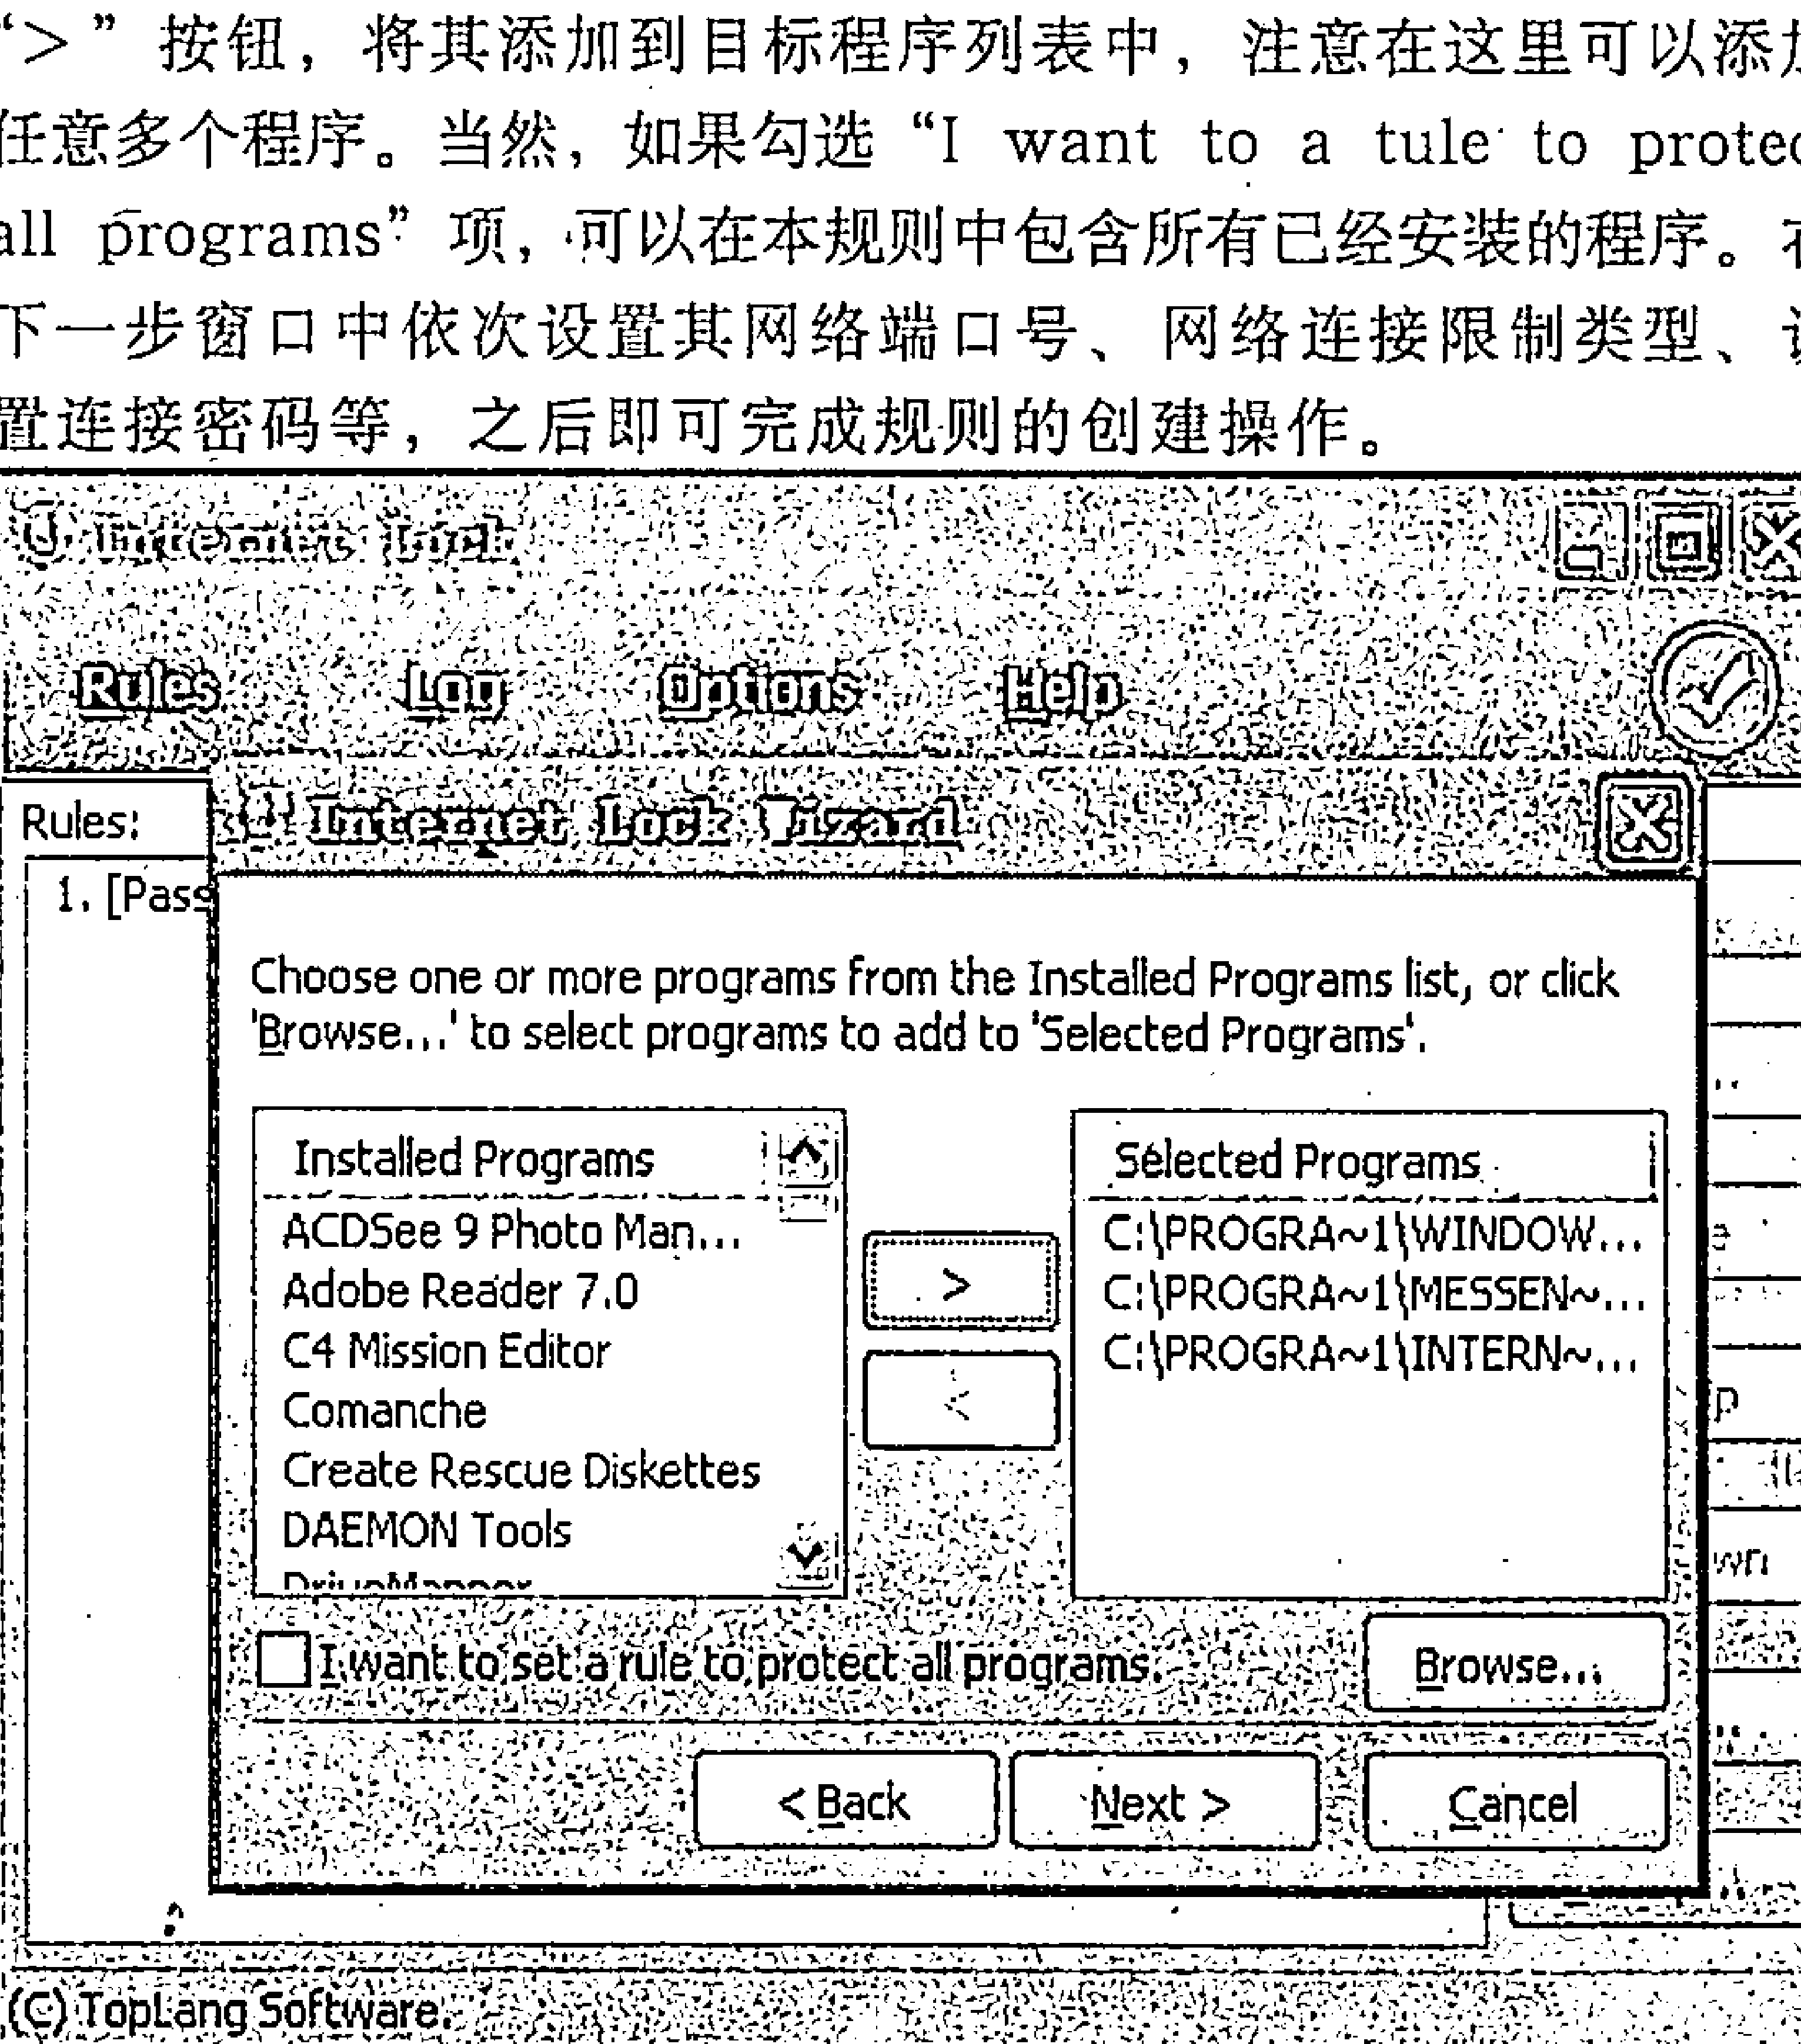 “>”按钮，将其添加到目标程序列表中，注意在这里可以添加
任意多个程序。当然，如果勾选“I want to a tule to protec
all programs”项，可以在本规则中包含所有已经安装的程序。在
下一步窗口中依次设置其网络端口号、网络连接限制类型、设
置连接密码等，之后即可完成规则的创建操作。
Internet Lock
Rules Log Options Help
Rules:
Internet Lock Wizard
1. [Pass
Choose one or more programs from the Installed Programs list, or click
'Browse...' to select programs to add to 'Selected Programs'.
Installed Programs
Selected Programs
ACDSee 9 Photo Man...
Adobe Reader 7.0
C4 Mission Editor
Comanche
Create Rescue Diskettes
DAEMON Tools
DriveMapper
>
<
C:\PROGRA~1\WINDOW...
C:\PROGRA~1\MESSEN~...
C:\PROGRA~1\INTERN~...
I want to set a rule to protect all programs.
Browse...
< Back
Next >
Cancel
wn
(C) TopLang Software.